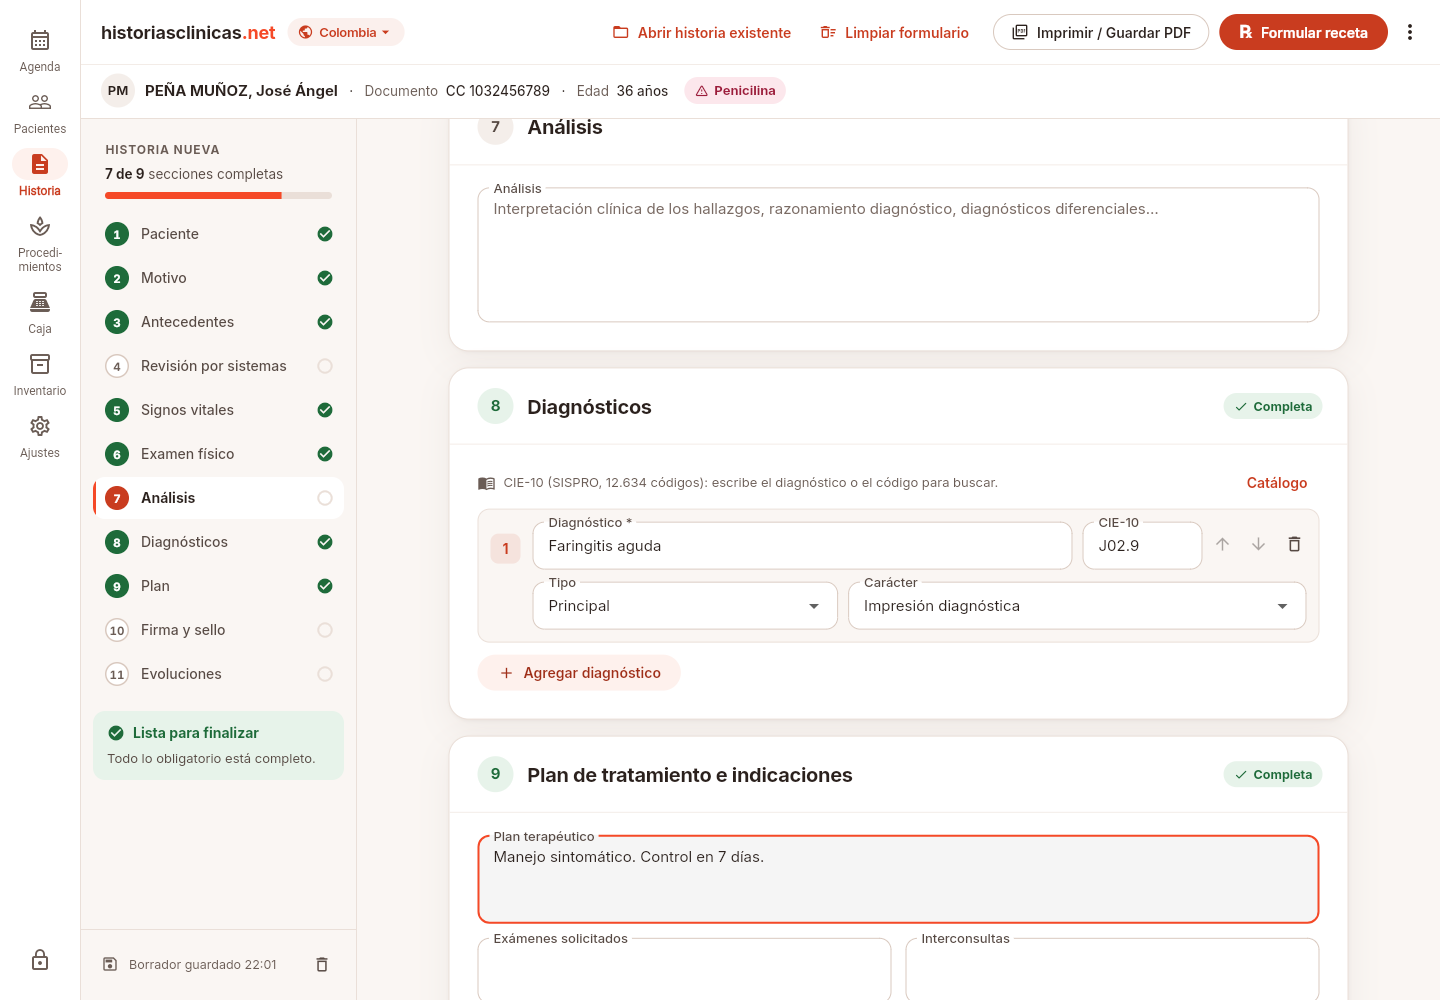 historiasclinicas.net
Colombia
Abrir historia existente
Limpiar formulario
Imprimir / Guardar PDF
Formular receta
PM
PEÑA MUÑOZ, José Ángel · Documento CC 1032456789 · Edad 36 años
Penicilina
Agenda
Pacientes
Historia
Procedi-
mientos
Caja
Inventario
Ajustes
HISTORIA NUEVA
7 de 9 secciones completas
1 Paciente
2 Motivo
3 Antecedentes
4 Revisión por sistemas
5 Signos vitales
6 Examen físico
7 Análisis
8 Diagnósticos
9 Plan
10 Firma y sello
11 Evoluciones
Lista para finalizar
Todo lo obligatorio está completo.
Borrador guardado 22:01
7 Análisis
Análisis
Interpretación clínica de los hallazgos, razonamiento diagnóstico, diagnósticos diferenciales...
8 Diagnósticos
Completa
CIE-10 (SISPRO, 12.634 códigos): escribe el diagnóstico o el código para buscar.
Catálogo
1
Diagnóstico *
Faringitis aguda
CIE-10
J02.9
Tipo
Principal
Carácter
Impresión diagnóstica
Agregar diagnóstico
9 Plan de tratamiento e indicaciones
Completa
Plan terapéutico
Manejo sintomático. Control en 7 días.
Exámenes solicitados
Interconsultas